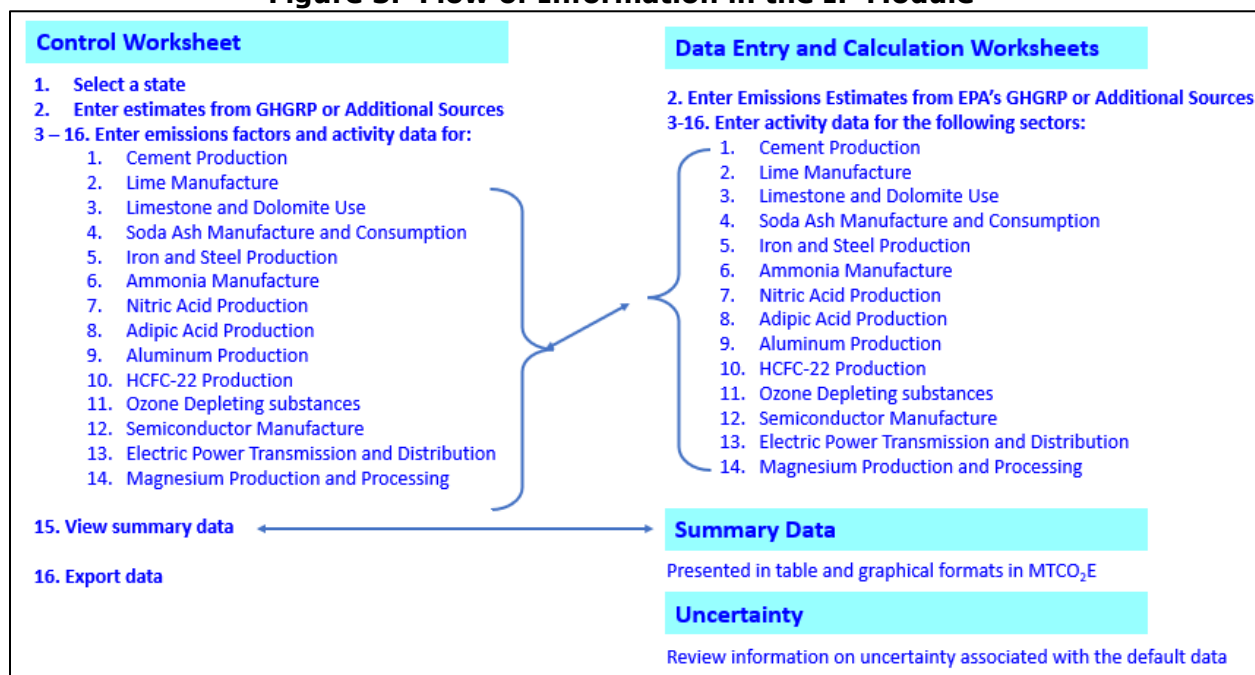 Figure 3. Flow of Information in the IP Module
Control Worksheet
1. Select a state
2. Enter estimates from GHGRP or Additional Sources
3 – 16. Enter emissions factors and activity data for:
1. Cement Production
2. Lime Manufacture
3. Limestone and Dolomite Use
4. Soda Ash Manufacture and Consumption
5. Iron and Steel Production
6. Ammonia Manufacture
7. Nitric Acid Production
8. Adipic Acid Production
9. Aluminum Production
10. HCFC-22 Production
11. Ozone Depleting substances
12. Semiconductor Manufacture
13. Electric Power Transmission and Distribution
14. Magnesium Production and Processing
15. View summary data
16. Export data
Data Entry and Calculation Worksheets
2. Enter Emissions Estimates from EPA's GHGRP or Additional Sources
3-16. Enter activity data for the following sectors:
1. Cement Production
2. Lime Manufacture
3. Limestone and Dolomite Use
4. Soda Ash Manufacture and Consumption
5. Iron and Steel Production
6. Ammonia Manufacture
7. Nitric Acid Production
8. Adipic Acid Production
9. Aluminum Production
10. HCFC-22 Production
11. Ozone Depleting substances
12. Semiconductor Manufacture
13. Electric Power Transmission and Distribution
14. Magnesium Production and Processing
Summary Data
Presented in table and graphical formats in MTCO₂E
Uncertainty
Review information on uncertainty associated with the default data